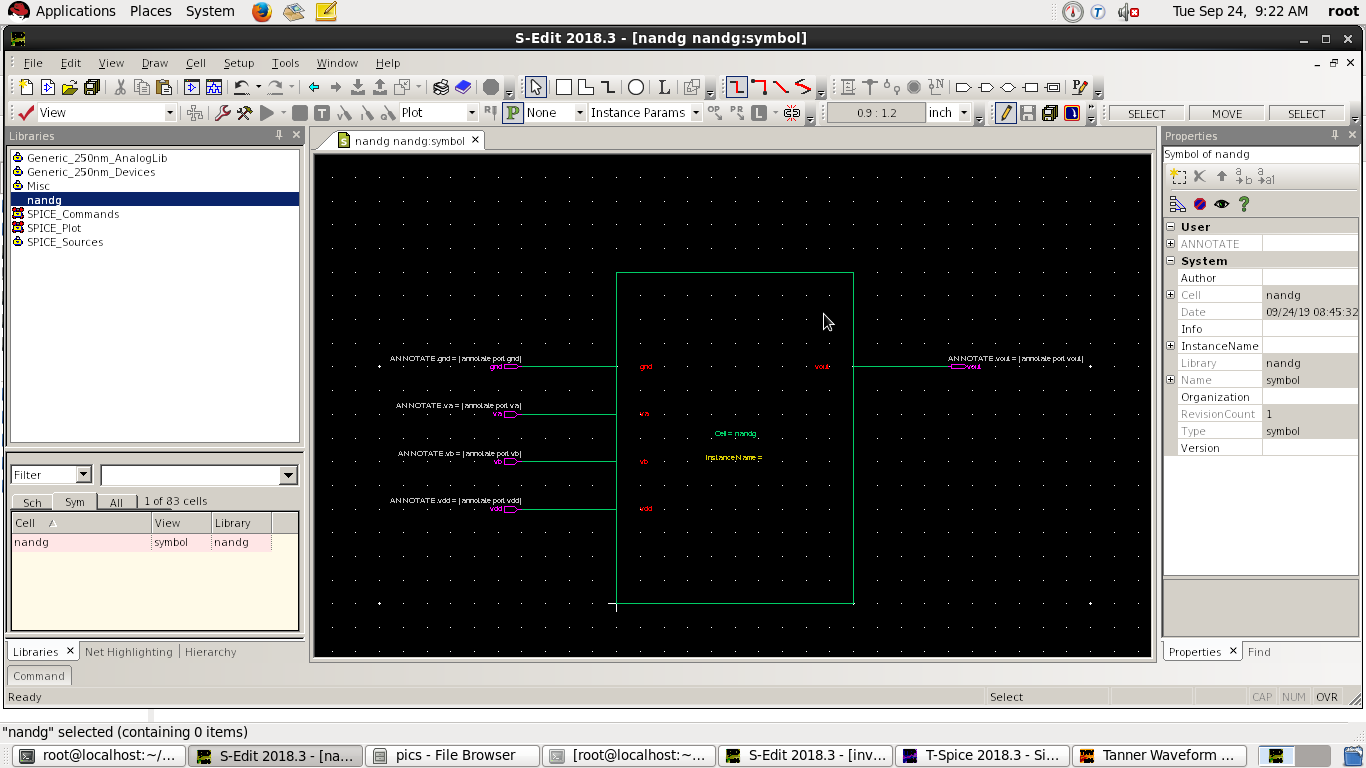 Applications Places System
Tue Sep 24, 9:22 AM root
S-Edit 2018.3 - [nandg nandg:symbol]
File Edit View Draw Cell Setup Tools Window Help
View
Plot
None
Instance Params
0.9 : 1.2
inch
SELECT MOVE SELECT
Libraries
Generic_250nm_AnalogLib
Generic_250nm_Devices
Misc
nandg
SPICE_Commands
SPICE_Plot
SPICE_Sources
Filter
Sch Sym All 1 of 83 cells
Cell View Library
nandg symbol nandg
Libraries Net Highlighting Hierarchy
Command
nandg nandg:symbol
ANNOTATE.gnd = [annotate port gnd]
gnd
ANNOTATE.va = [annotate port va]
va
ANNOTATE.vb = [annotate port vb]
vb
ANNOTATE.vdd = [annotate port vdd]
vdd
gnd
va
vb
vdd
vout
Cell = nandg
InstanceName =
ANNOTATE.vout = [annotate port vout]
vout
Properties
Symbol of nandg
User
ANNOTATE
System
Author
Cell nandg
Date 09/24/19 08:45:32
Info
InstanceName
Library nandg
Name symbol
Organization
RevisionCount 1
Type symbol
Version
Properties Find
Ready
Select
CAP NUM OVR
"nandg" selected (containing 0 items)
root@localhost:~/...
S-Edit 2018.3 - [na...
pics - File Browser
[root@localhost:~...
S-Edit 2018.3 - [inv...
T-Spice 2018.3 - Si...
Tanner Waveform ...